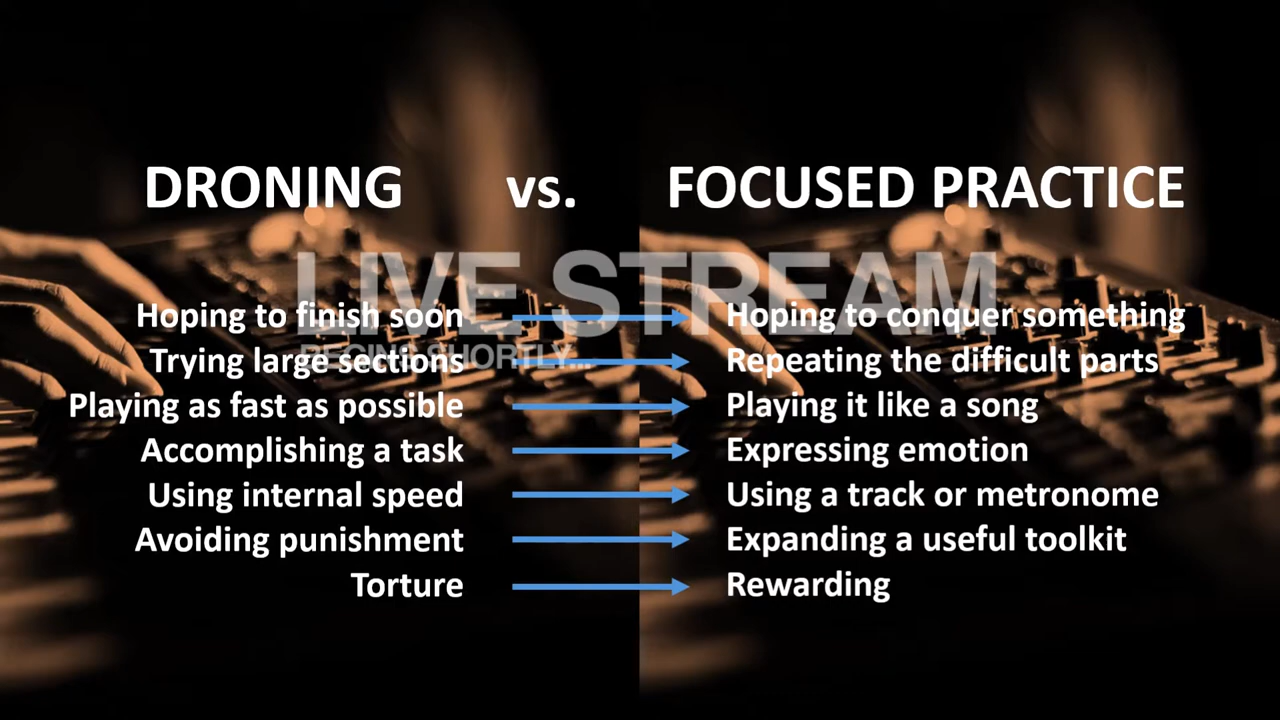 DRONING vs. FOCUSED PRACTICE
LIVE STREAM
Hoping to finish soon Hoping to conquer something
BEGINS SHORTLY...
Trying large sections Repeating the difficult parts
Playing as fast as possible Playing it like a song
Accomplishing a task Expressing emotion
Using internal speed Using a track or metronome
Avoiding punishment Expanding a useful toolkit
Torture Rewarding